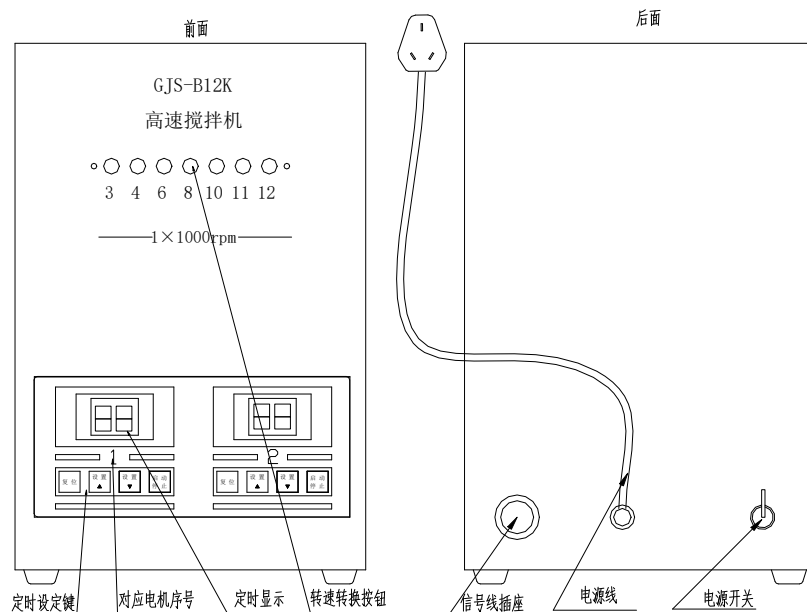 前面
后面
GJS-B12K
高速搅拌机
3 4 6 8 10 11 12
1×1000rpm
1 2
复位 设置▲ 设置▼ 启动停止 复位 设置▲ 设置▼ 启动停止
定时设定键 对应电机序号 定时显示 转速转换按钮 信号线插座 电源线 电源开关